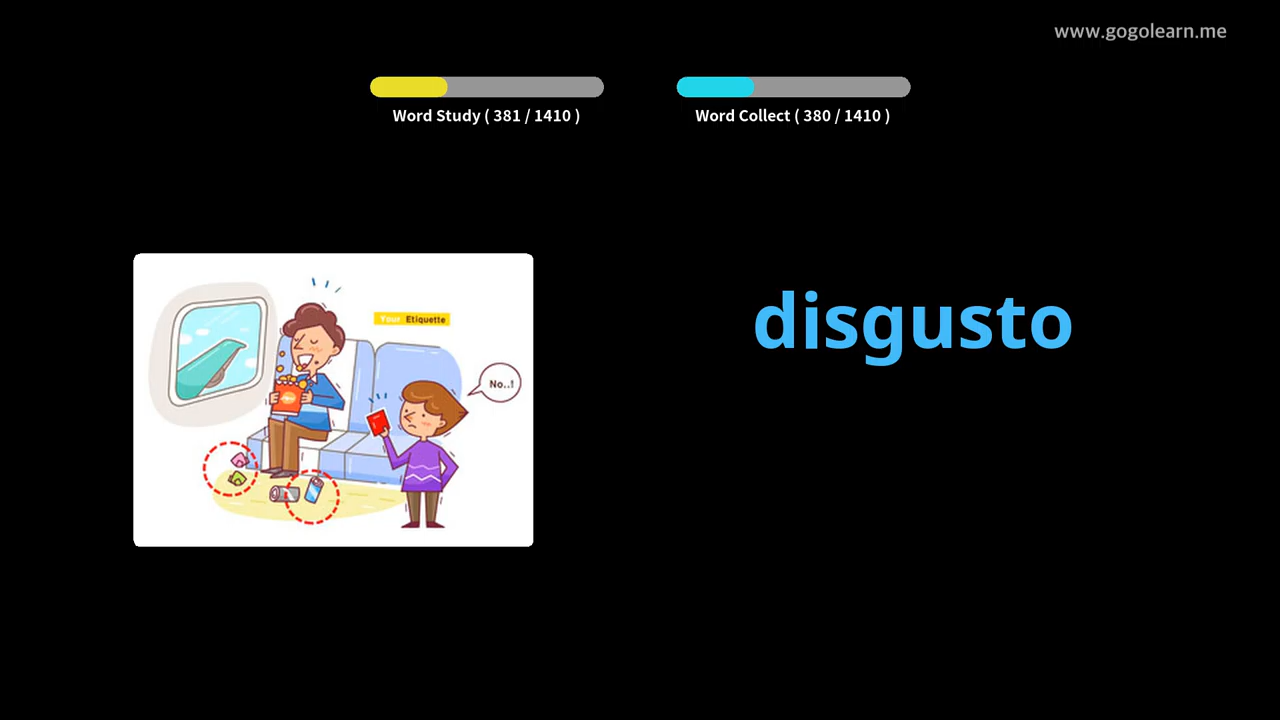 www.gogolearn.me
Word Study ( 381 / 1410 )
Word Collect ( 380 / 1410 )
Your Etiquette
No..!
disgusto